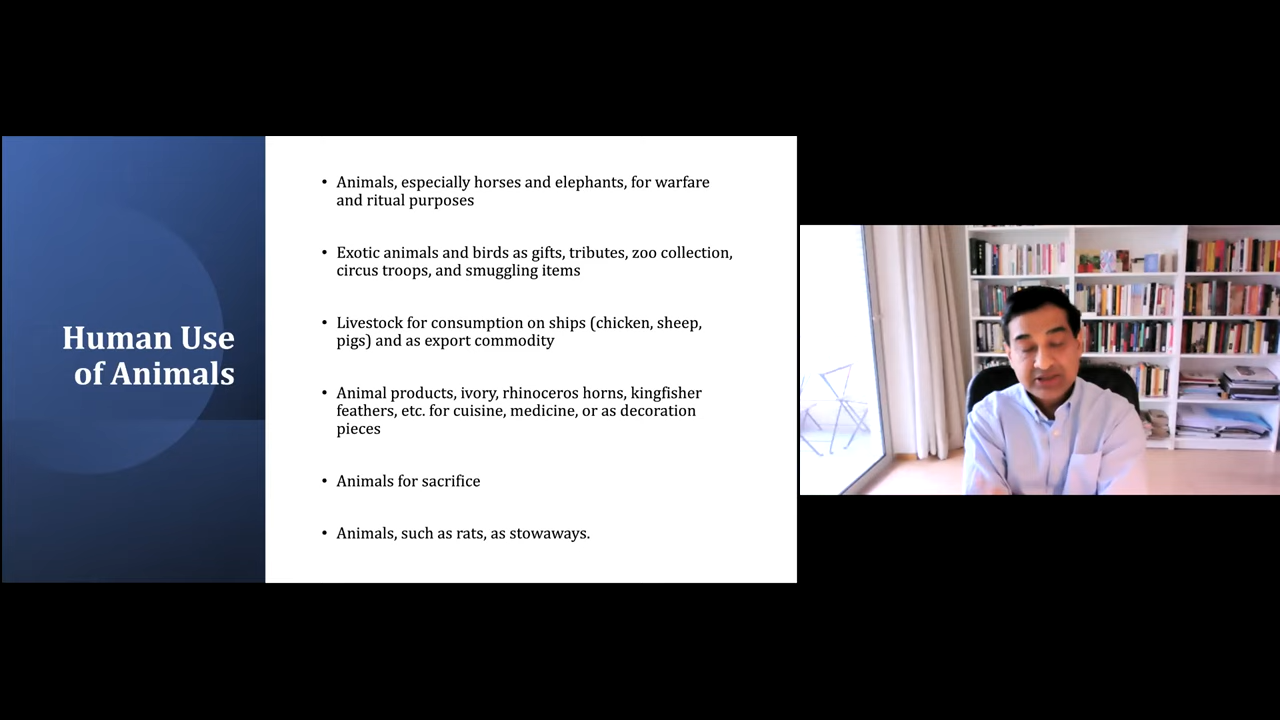 Human Use
of Animals
• Animals, especially horses and elephants, for warfare
and ritual purposes
• Exotic animals and birds as gifts, tributes, zoo collection,
circus troops, and smuggling items
• Livestock for consumption on ships (chicken, sheep,
pigs) and as export commodity
• Animal products, ivory, rhinoceros horns, kingfisher
feathers, etc. for cuisine, medicine, or as decoration
pieces
• Animals for sacrifice
• Animals, such as rats, as stowaways.